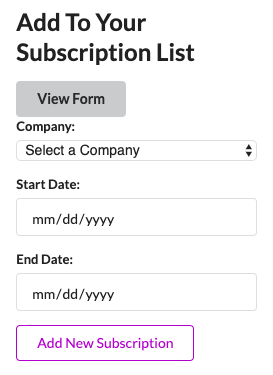 Add To Your
Subscription List
View Form
Company:
Select a Company
Start Date:
mm/dd/yyyy
End Date:
mm/dd/yyyy
Add New Subscription